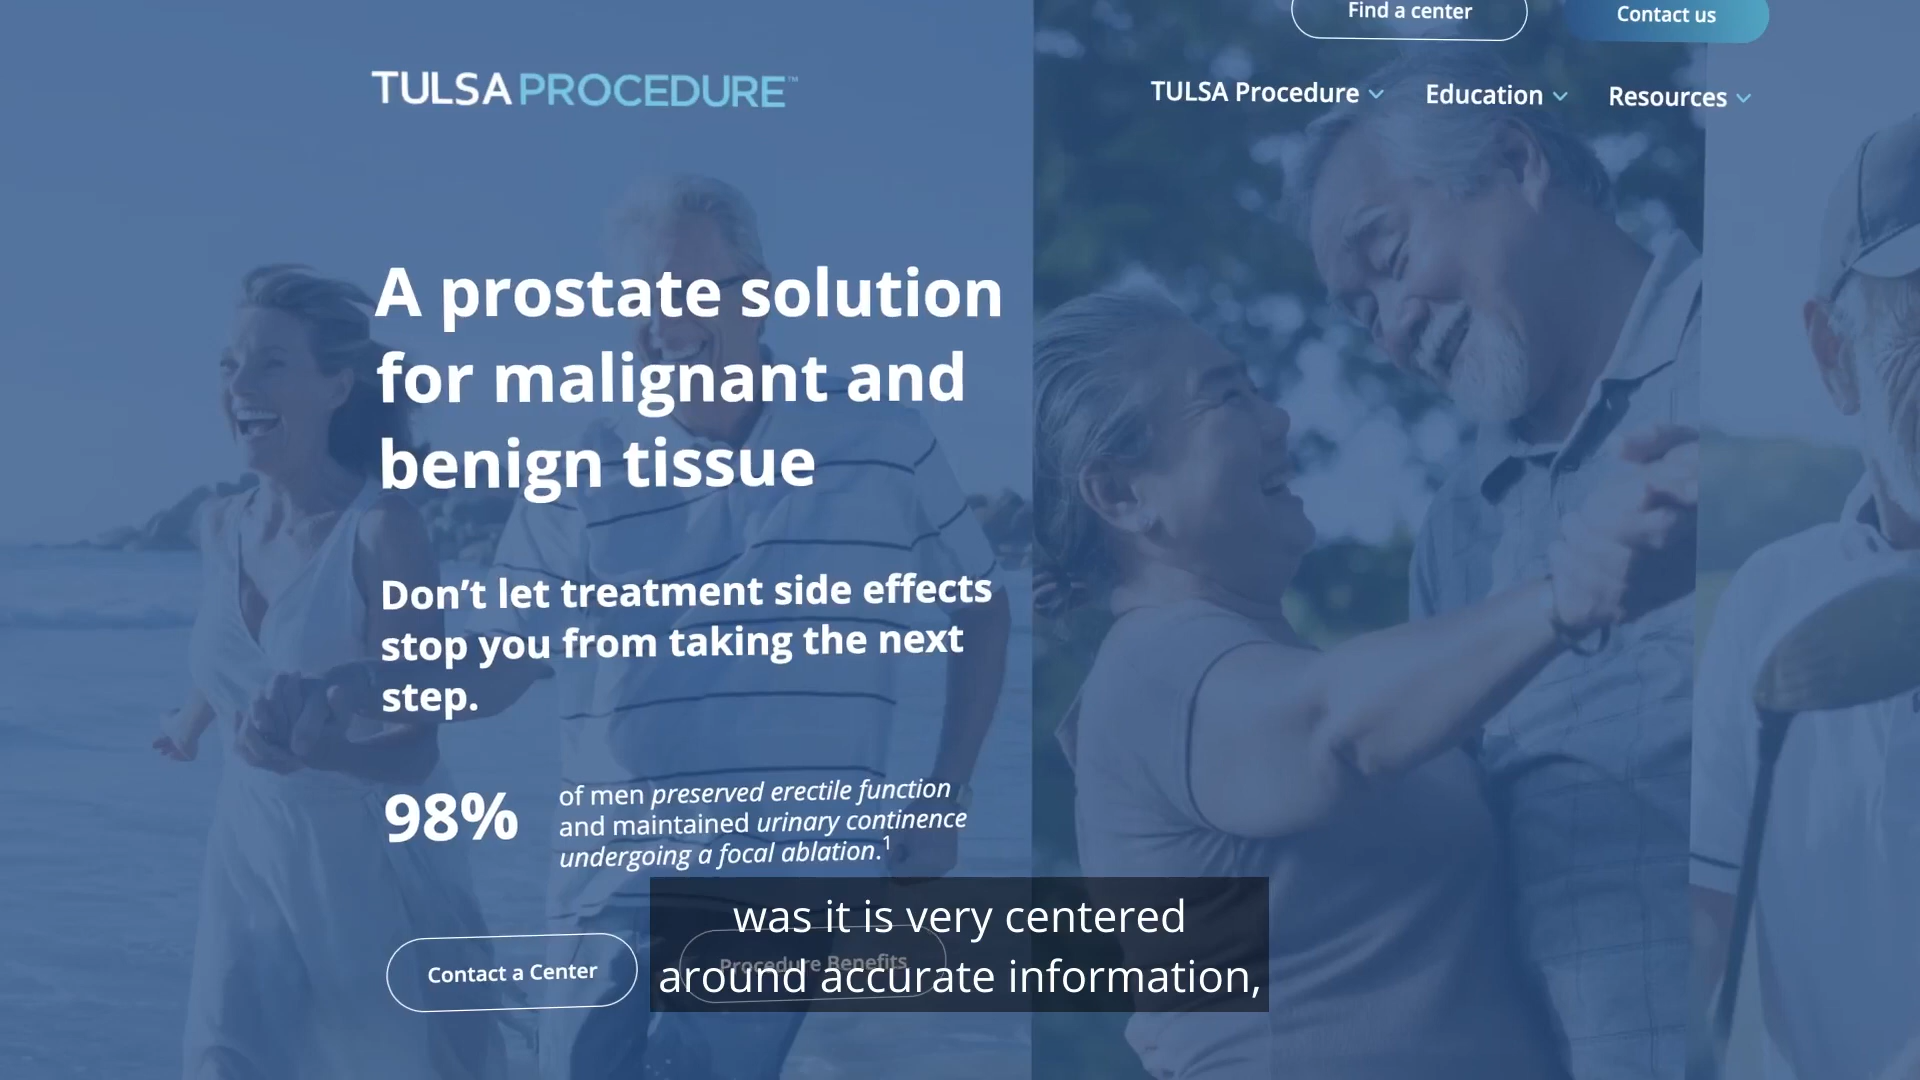 Find a center
Contact us
TULSA PROCEDURE™
TULSA Procedure
Education
Resources
A prostate solution
for malignant and
benign tissue
Don’t let treatment side effects
stop you from taking the next
step.
98%
of men preserved erectile function
and maintained urinary continence
undergoing a focal ablation.1
Contact a Center
Procedure Benefits
was it is very centered
around accurate information,